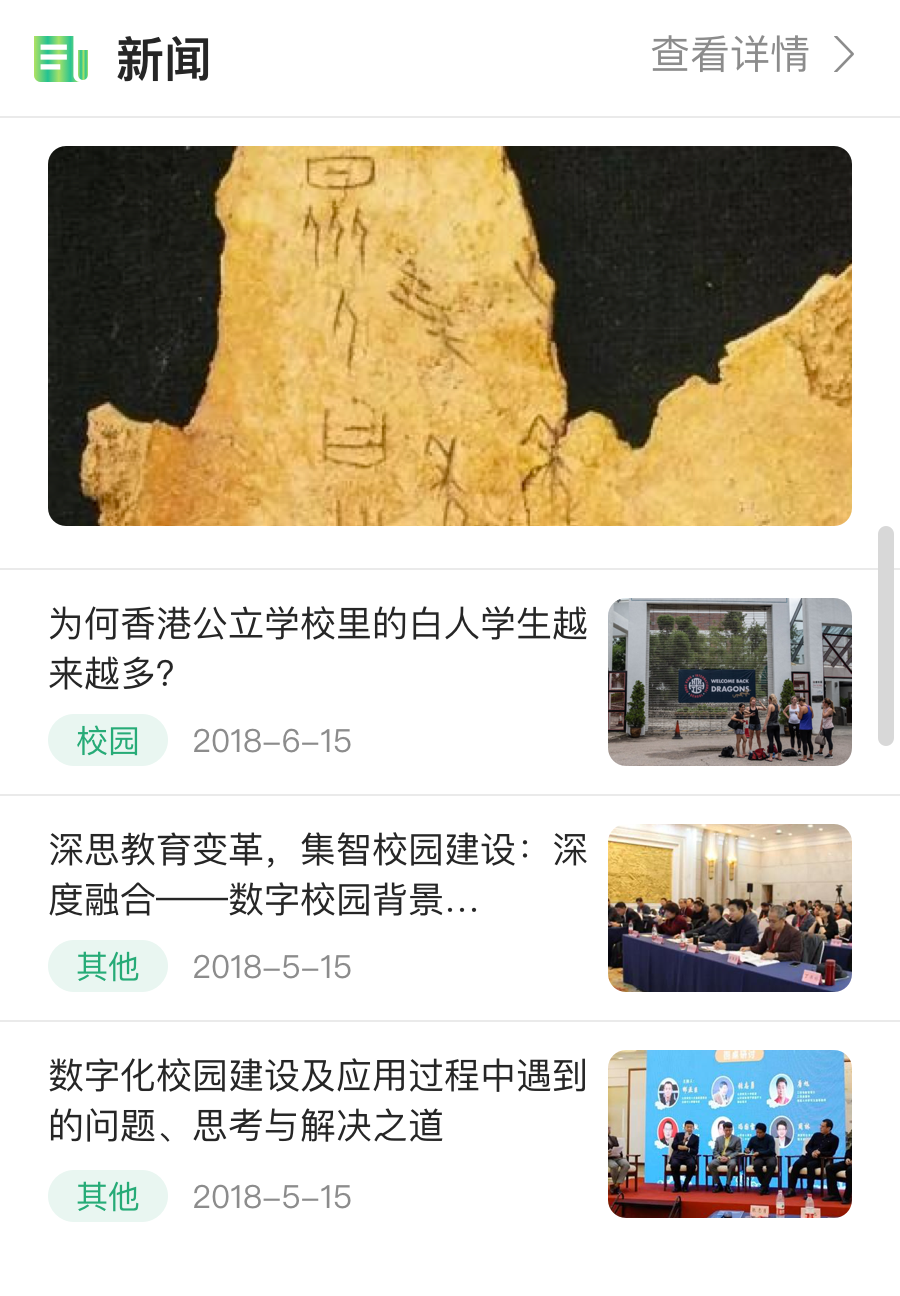 新闻
查看详情
为何香港公立学校里的白人学生越
来越多?
校园
2018-6-15
WELCOME BACK
DRAGONS
深思教育变革，集智校园建设：深
度融合——数字校园背景...
其他
2018-5-15
数字化校园建设及应用过程中遇到
的问题、思考与解决之道
其他
2018-5-15